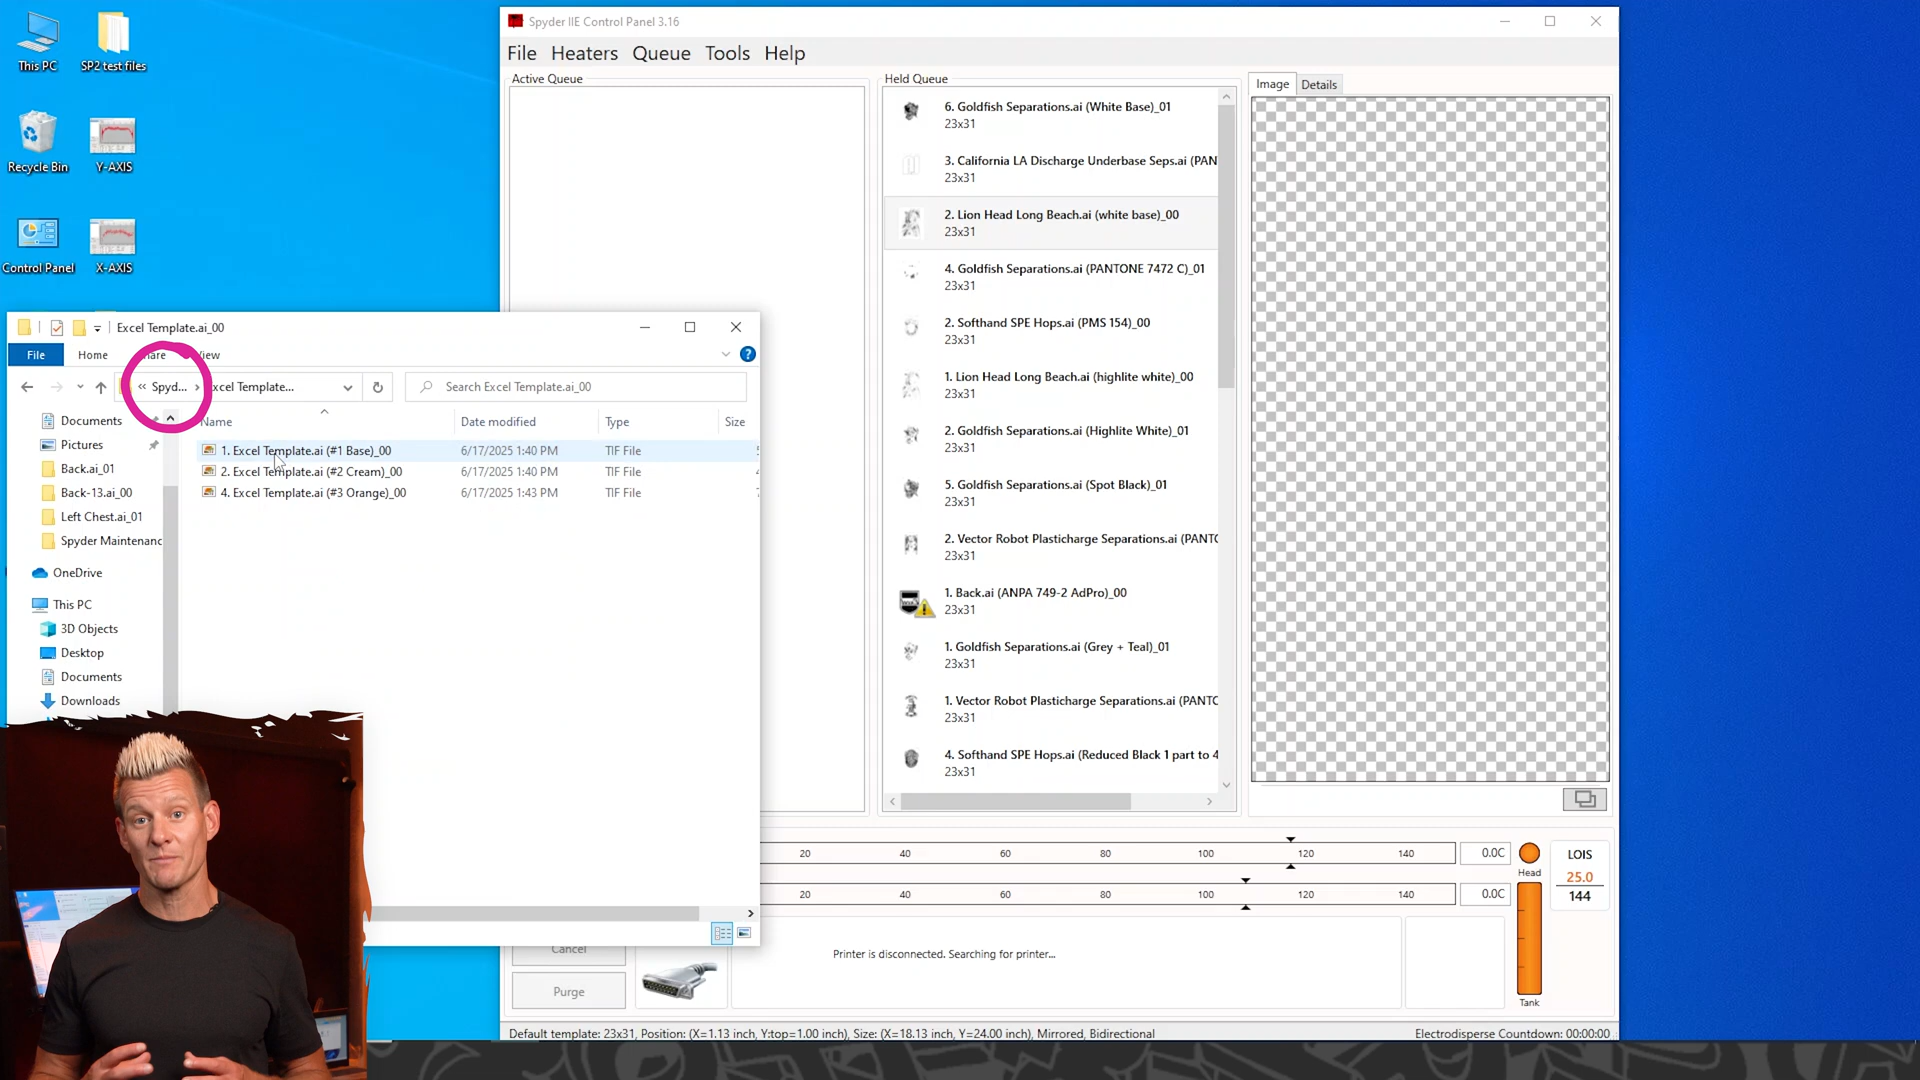 This PC
SP2 test files
Recycle Bin
Y-AXIS
Control Panel
X-AXIS
Spyder IIE Control Panel 3.16
File Heaters Queue Tools Help
Active Queue
Held Queue
6. Goldfish Separations.ai (White Base)_01
23x31
3. California LA Discharge Underbase Seps.ai (PAN
23x31
2. Lion Head Long Beach.ai (white base)_00
23x31
4. Goldfish Separations.ai (PANTONE 7472 C)_01
23x31
2. Softhand SPE Hops.ai (PMS 154)_00
23x31
1. Lion Head Long Beach.ai (highlite white)_00
23x31
2. Goldfish Separations.ai (Highlite White)_01
23x31
5. Goldfish Separations.ai (Spot Black)_01
23x31
2. Vector Robot Plasticharge Separations.ai (PANTC
23x31
1. Back.ai (ANPA 749-2 AdPro)_00
23x31
1. Goldfish Separations.ai (Grey + Teal)_01
23x31
1. Vector Robot Plasticharge Separations.ai (PANTC
23x31
4. Softhand SPE Hops.ai (Reduced Black 1 part to 4
23x31
Image Details
Excel Template.ai_00
File Home Share View
« Spyd... › Excel Template...
Search Excel Template.ai_00
Name Date modified Type Size
1. Excel Template.ai (#1 Base)_00 6/17/2025 1:40 PM TIF File
2. Excel Template.ai (#2 Cream)_00 6/17/2025 1:40 PM TIF File
4. Excel Template.ai (#3 Orange)_00 6/17/2025 1:43 PM TIF File
Documents
Pictures
Back.ai_01
Back-13.ai_00
Left Chest.ai_01
Spyder Maintenanc
OneDrive
This PC
3D Objects
Desktop
Documents
Downloads
20 40 60 80 100 120 140 0.0C
20 40 60 80 100 120 140 0.0C
Head
LOIS
25.0
144
Tank
Cancel
Purge
Printer is disconnected. Searching for printer...
Default template: 23x31, Position: (X=1.13 inch, Y:top=1.00 inch), Size: (X=18.13 inch, Y=24.00 inch), Mirrored, Bidirectional
Electrodisperse Countdown: 00:00:00